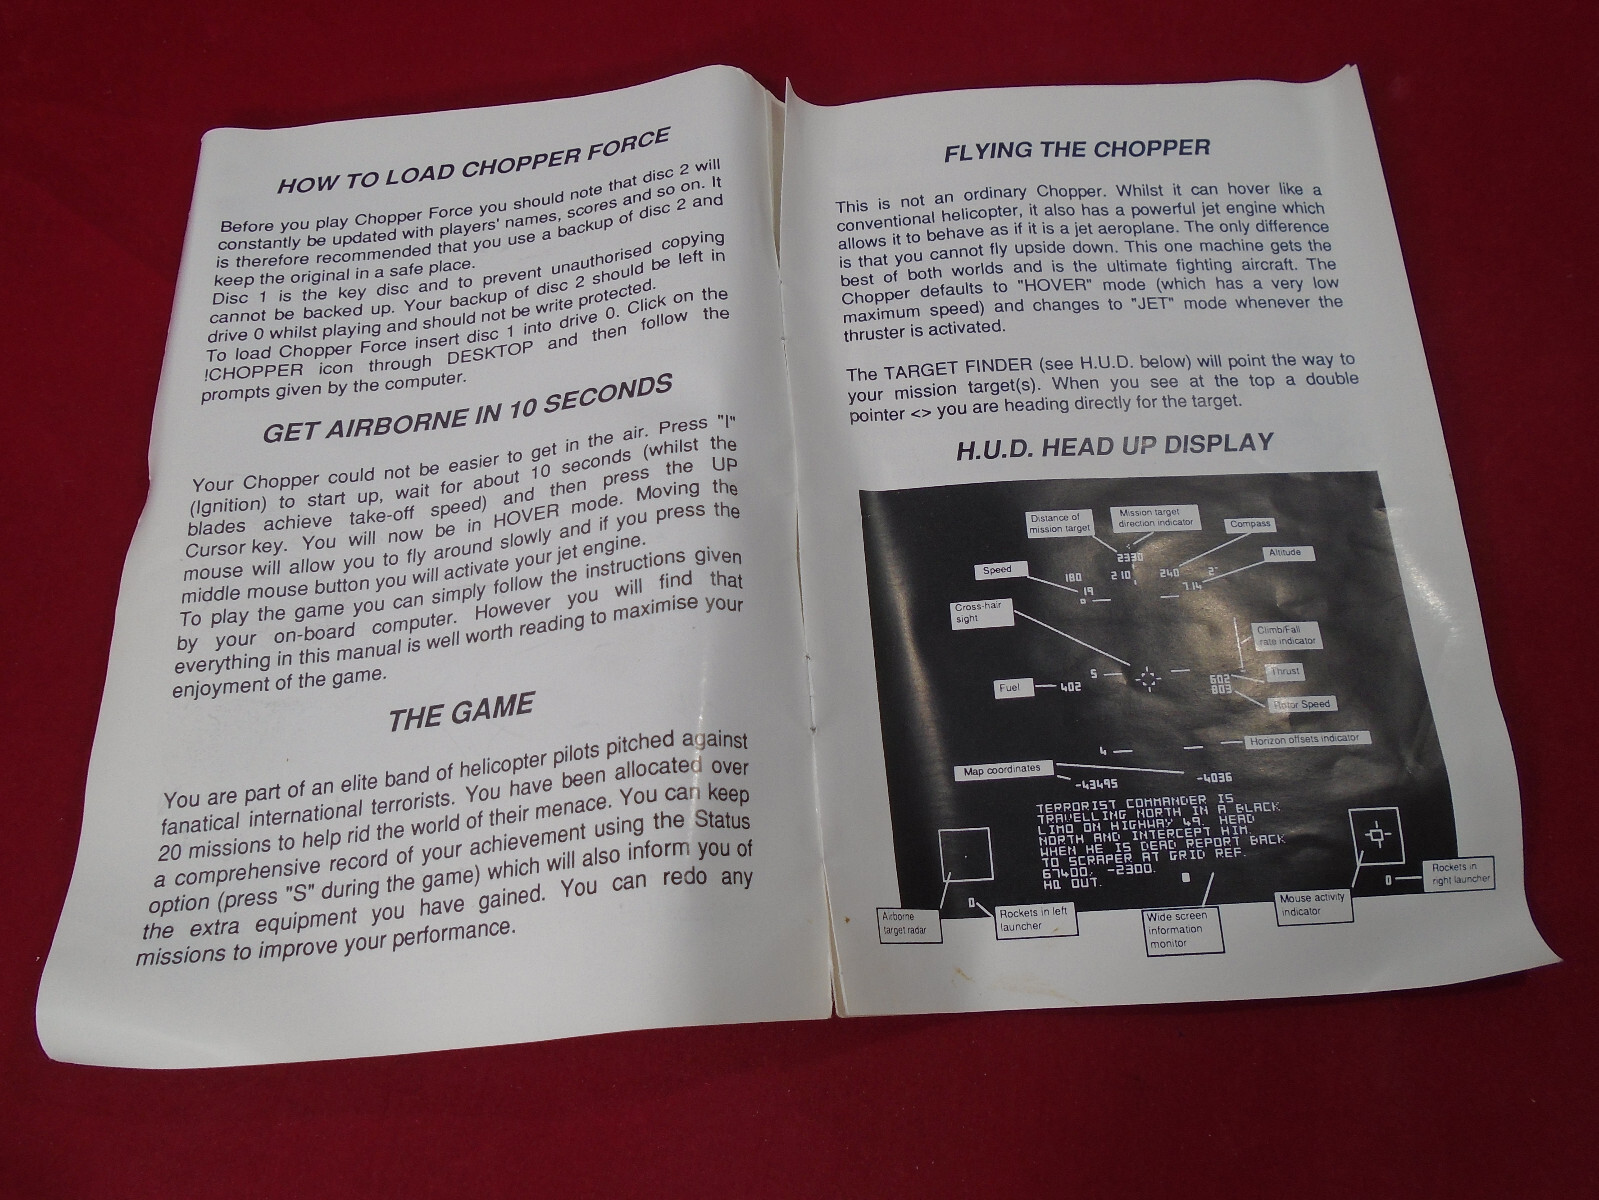 HOW TO LOAD CHOPPER FORCE
Before you play Chopper Force you should note that disc 2 will
constantly be updated with players' names, scores and so on. It
is therefore recommended that you use a backup of disc 2 and
keep the original in a safe place.
Disc 1 is the key disc and to prevent unauthorised copying
cannot be backed up. Your backup of disc 2 should be left in
drive 0 whilst playing and should not be write protected.
To load Chopper Force insert disc 1 into drive 0. Click on the
!CHOPPER icon through DESKTOP and then follow the
prompts given by the computer.
GET AIRBORNE IN 10 SECONDS
Your Chopper could not be easier to get in the air. Press "I"
(Ignition) to start up, wait for about 10 seconds (whilst the
blades achieve take-off speed) and then press the UP
Cursor key. You will now be in HOVER mode. Moving the
mouse will allow you to fly around slowly and if you press the
middle mouse button you will activate your jet engine.
To play the game you can simply follow the instructions given
by your on-board computer. However you will find that
everything in this manual is well worth reading to maximise your
enjoyment of the game.
THE GAME
You are part of an elite band of helicopter pilots pitched against
fanatical international terrorists. You have been allocated over
20 missions to help rid the world of their menace. You can keep
a comprehensive record of your achievement using the Status
option (press "S" during the game) which will also inform you of
the extra equipment you have gained. You can redo any
missions to improve your performance.
FLYING THE CHOPPER
This is not an ordinary Chopper. Whilst it can hover like a
conventional helicopter, it also has a powerful jet engine which
allows it to behave as if it is a jet aeroplane. The only difference
is that you cannot fly upside down. This one machine gets the
best of both worlds and is the ultimate fighting aircraft. The
Chopper defaults to "HOVER" mode (which has a very low
maximum speed) and changes to "JET" mode whenever the
thruster is activated.
The TARGET FINDER (see H.U.D. below) will point the way to
your mission target(s). When you see at the top a double
pointer <> you are heading directly for the target.
H.U.D. HEAD UP DISPLAY
Distance of
mission target
Mission target
direction indicator
Compass
Altitude
2330
Speed
180
210
240
2
19
714
0
Cross-hair
sight
Climb/Fall
rate indicator
Thrust
Fuel
402
5
602
803
Rotor Speed
Horizon offsets indicator
4
Map coordinates
-43495
-4036
TERRORIST COMMANDER IS
TRAVELLING NORTH IN A BLACK
LIMO ON HIGHWAY 49. HEAD
NORTH AND INTERCEPT HIM.
WHEN HE IS DEAD REPORT BACK
TO SCRAPER AT GRID REF.
67400, -2300.
HQ OUT.
0
0
Rockets in
right launcher
Airborne
target radar
Rockets in left
launcher
Wide screen
information
monitor
Mouse activity
indicator